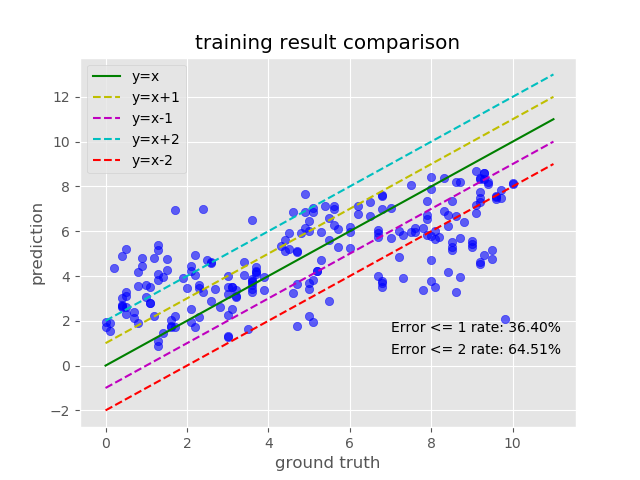 training result comparison
y=x
y=x+1
y=x-1
y=x+2
y=x-2
12
10
8
6
4
2
0
−2
prediction
Error <= 1 rate: 36.40%
Error <= 2 rate: 64.51%
0 2 4 6 8 10
ground truth